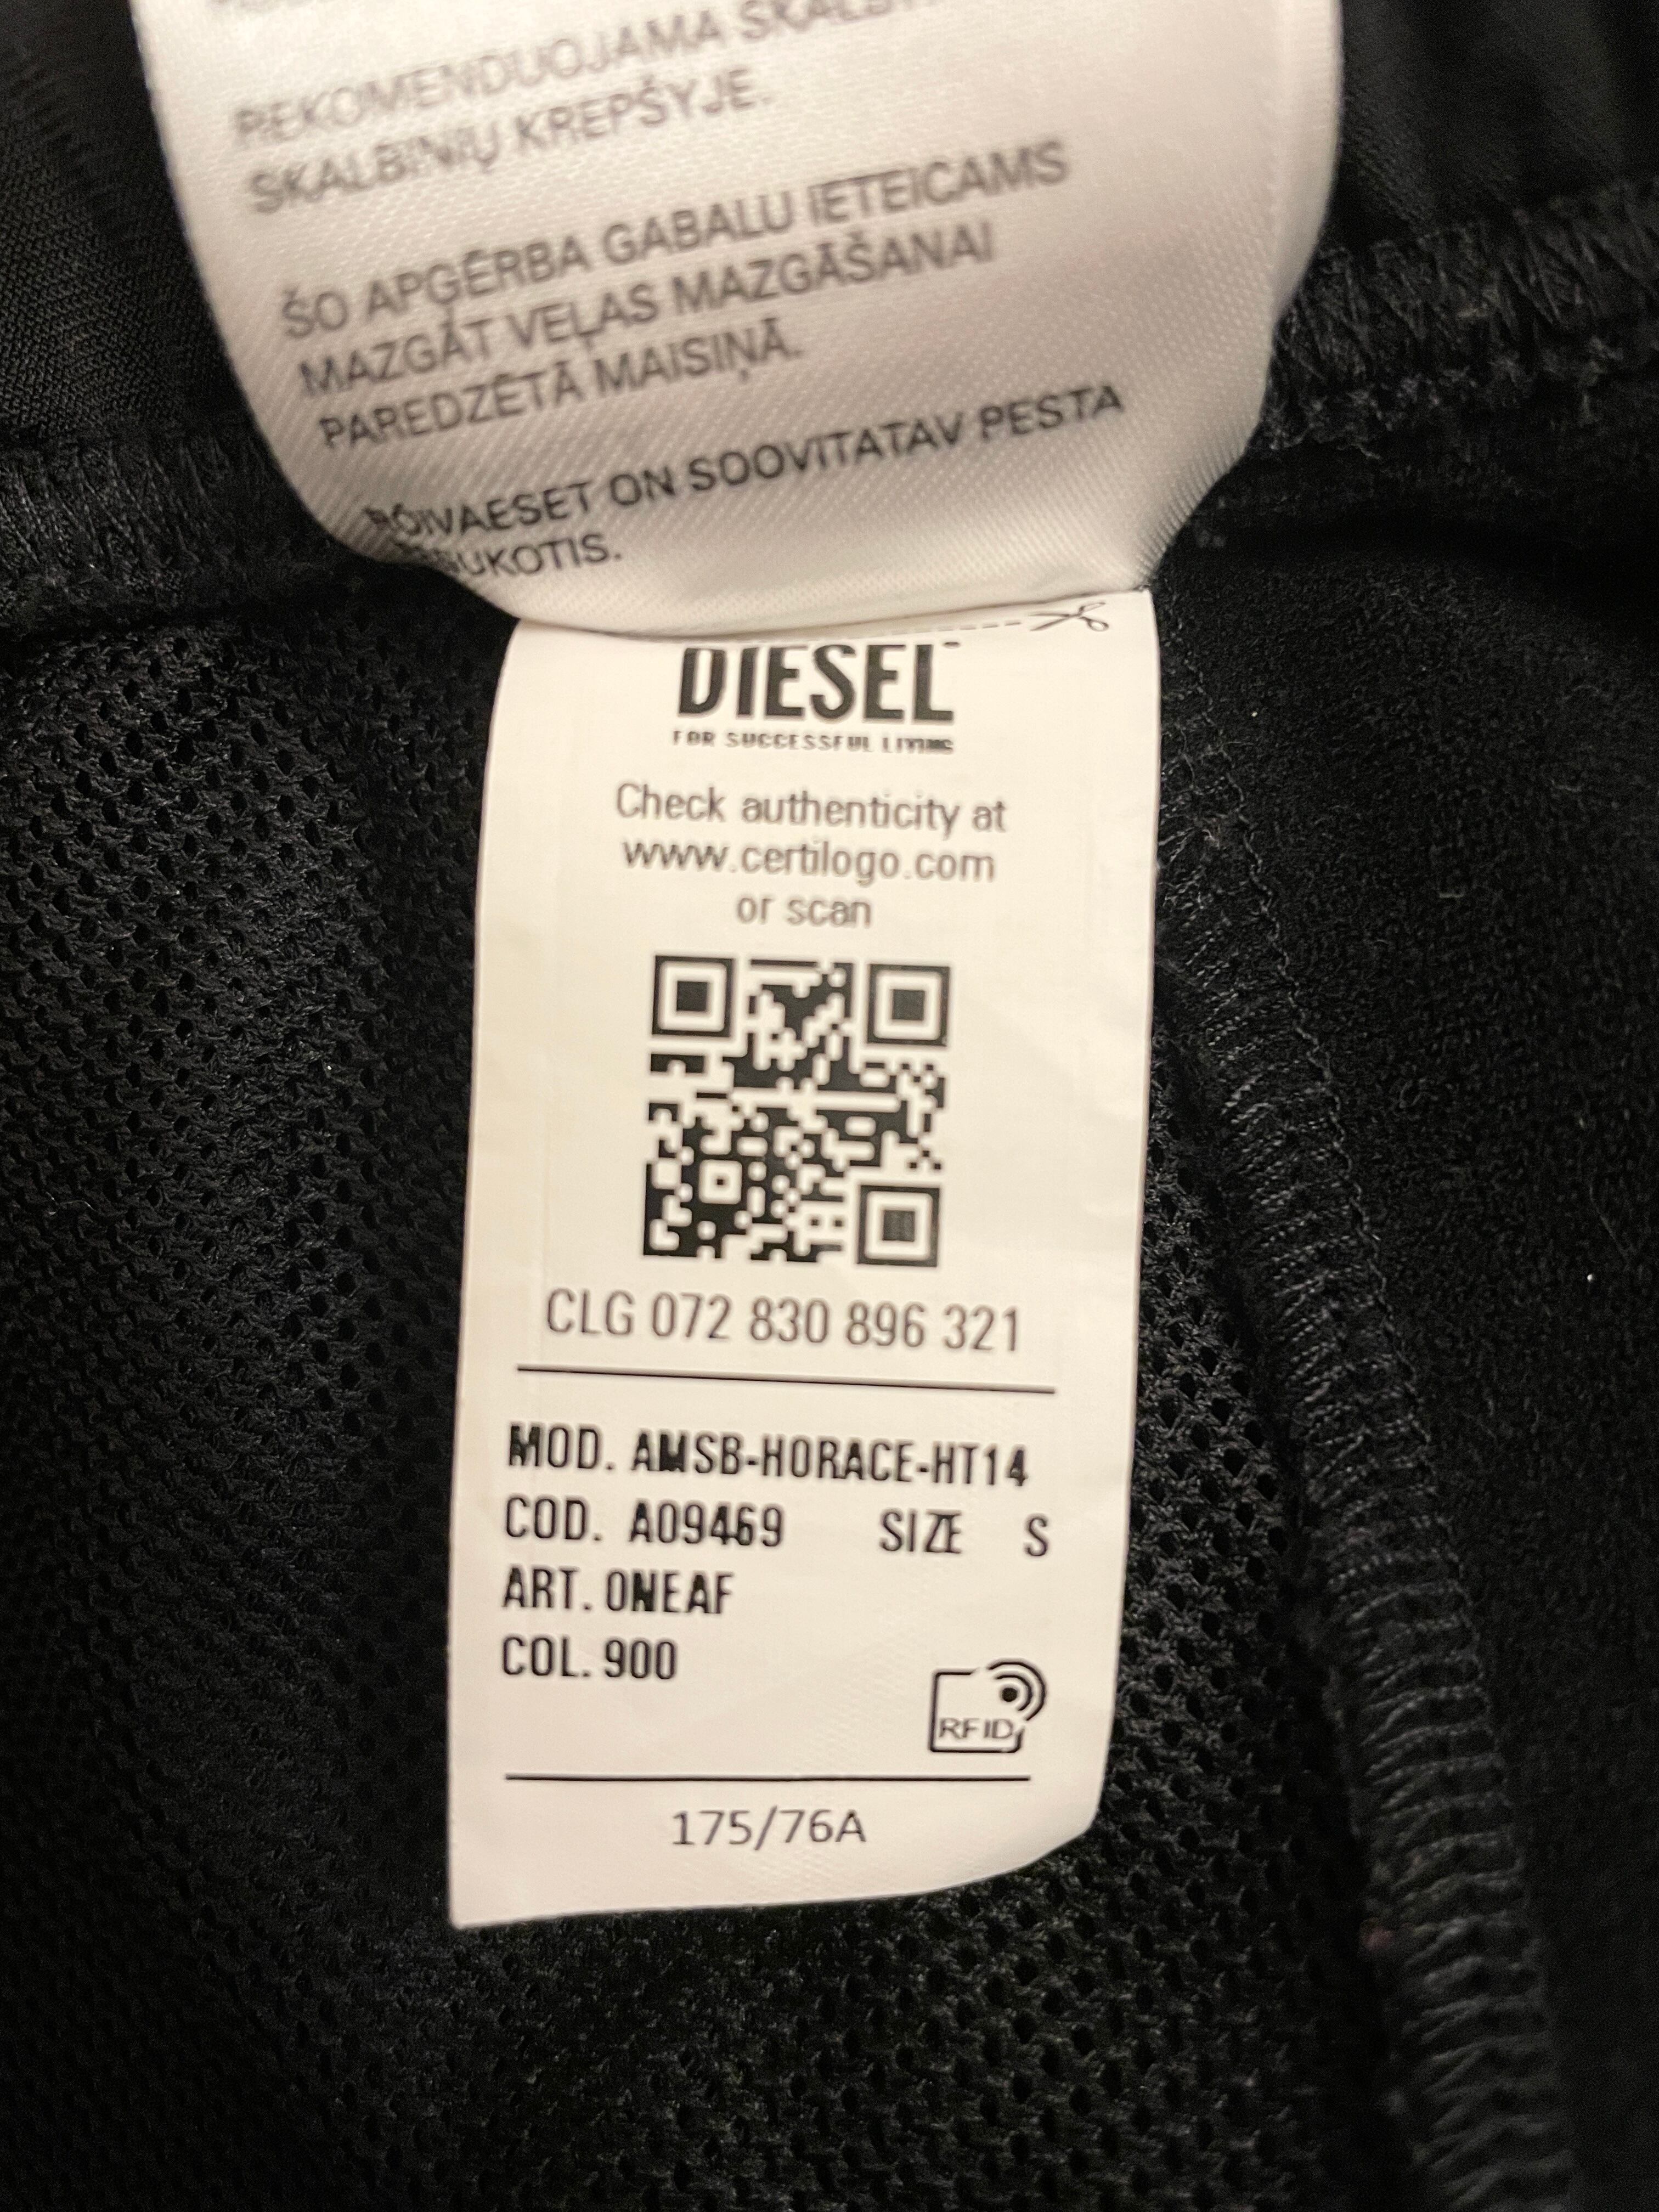 REKOMENDUOJAMA
SKALBINIŲ KREPŠYJE.
ŠO APĢĒRBA GABALU IETEICAMS
MAZGĀT VEĻAS MAZGĀŠANAI
PAREDZĒTĀ MAISIŅĀ.
RÕIVAESET ON SOOVITATAV PESTA
DIESEL
FOR SUCCESSFUL LIVING
Check authenticity at
www.certilogo.com
or scan
CLG 072 830 896 321
MOD. AMSB-HORACE-HT14
COD. A09469 SIZE S
ART. 0NEAF
COL. 900
RFID
175/76A